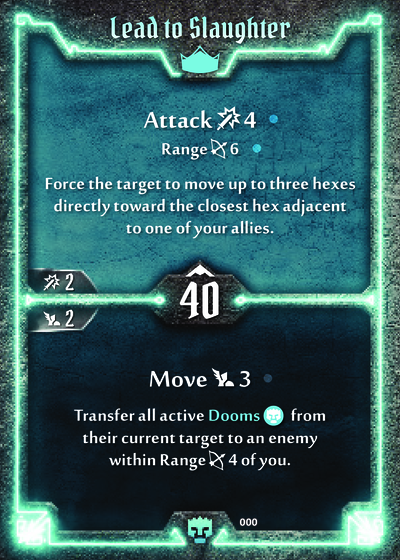 Lead to Slaughter
Attack 4
Range 6
Force the target to move up to three hexes
directly toward the closest hex adjacent
to one of your allies.
2
40
2
Move 3
Transfer all active Dooms from
their current target to an enemy
within Range 4 of you.
000